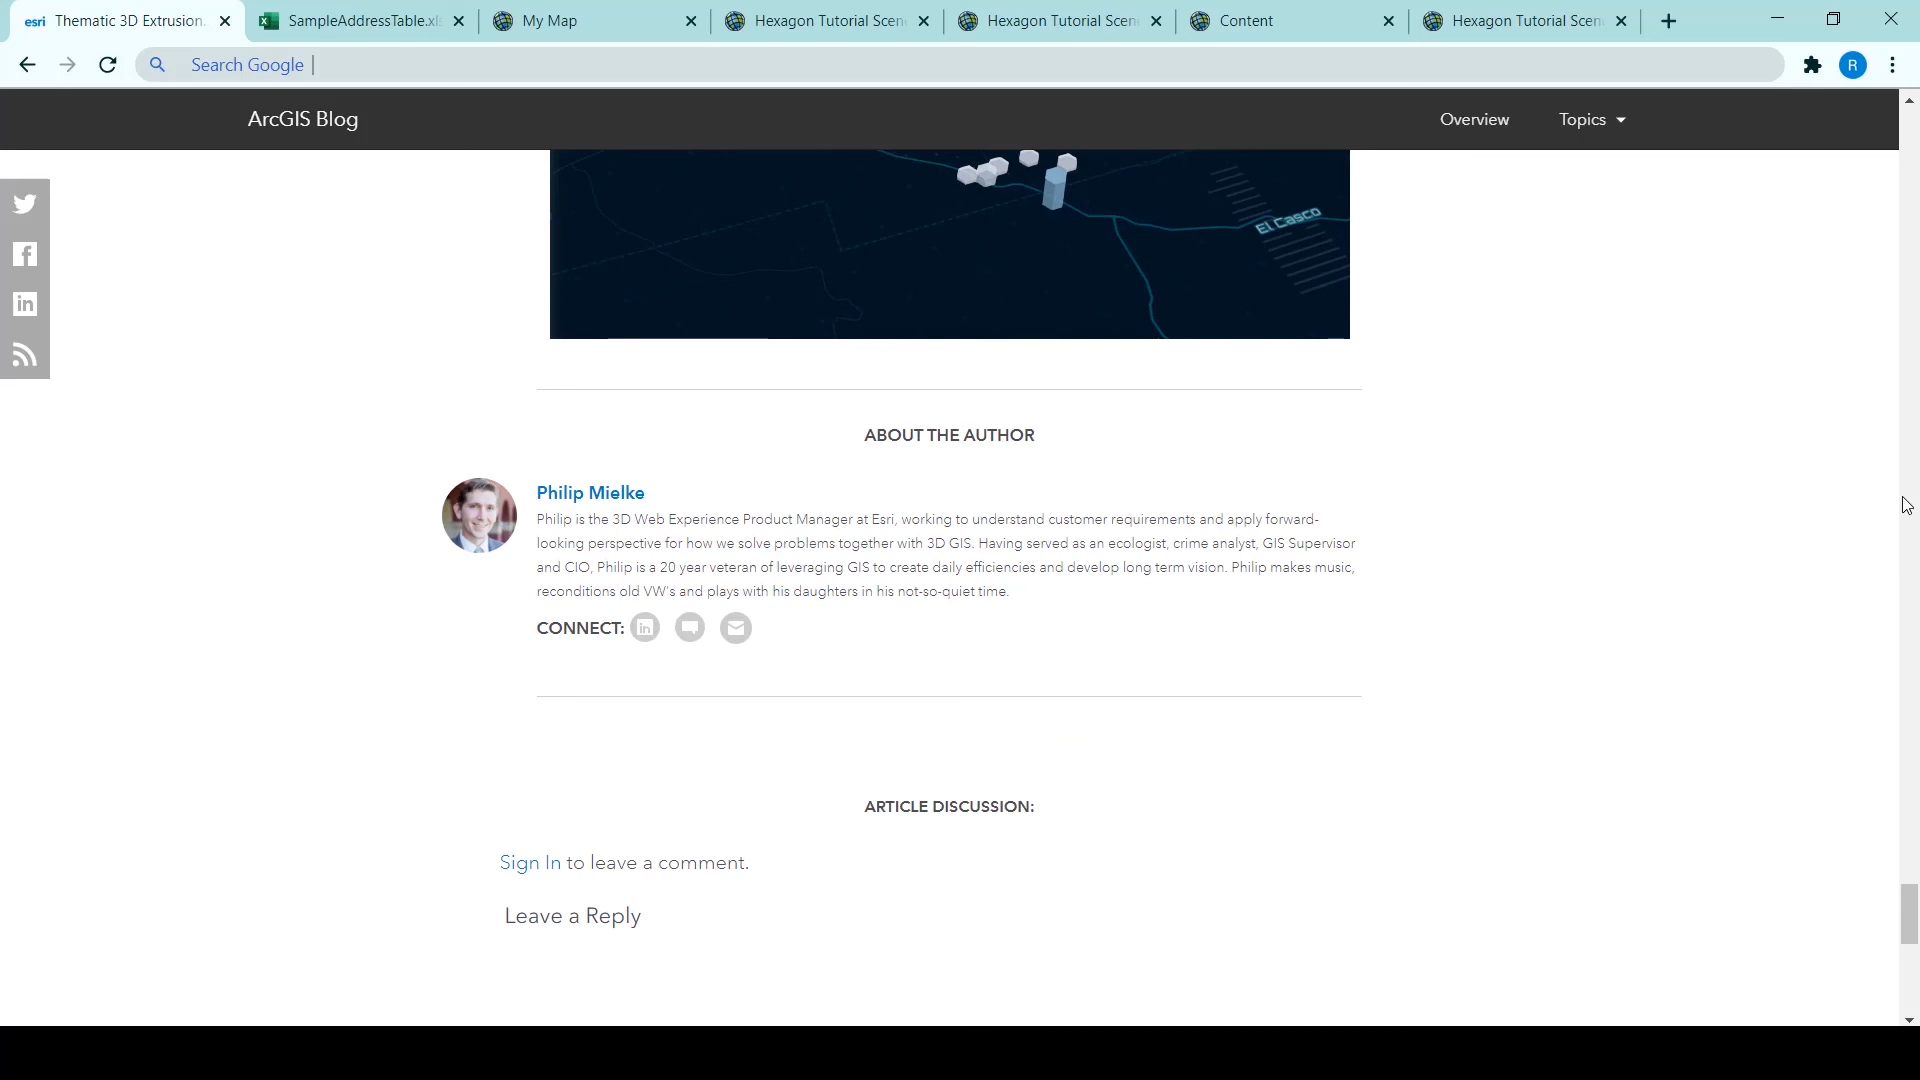 esri Thematic 3D Extrusion.
SampleAddressTable.xls
My Map
Hexagon Tutorial Scene
Hexagon Tutorial Scene
Content
Hexagon Tutorial Scene
Search Google
R
ArcGIS Blog
Overview
Topics
El Casco
ABOUT THE AUTHOR
Philip Mielke
Philip is the 3D Web Experience Product Manager at Esri, working to understand customer requirements and apply forward-
looking perspective for how we solve problems together with 3D GIS. Having served as an ecologist, crime analyst, GIS Supervisor
and CIO, Philip is a 20 year veteran of leveraging GIS to create daily efficiencies and develop long term vision. Philip makes music,
reconditions old VW's and plays with his daughters in his not-so-quiet time.
CONNECT:
ARTICLE DISCUSSION:
Sign In to leave a comment.
Leave a Reply